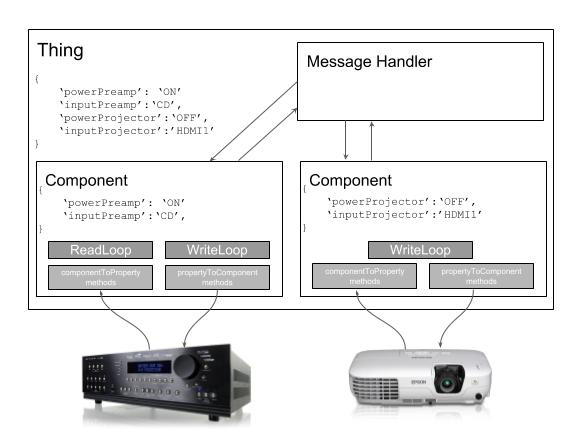 Thing
{
‘powerPreamp’: ‘ON’
‘inputPreamp’:‘CD’,
‘powerProjector’:‘OFF’,
‘inputProjector’:’HDMI1’
}
Message Handler
Component
{
‘powerPreamp’: ‘ON’
‘inputPreamp’:‘CD’,
}
ReadLoop
WriteLoop
componentToProperty
methods
propertyToComponent
methods
Component
{
‘powerProjector’:‘OFF’,
‘inputProjector’:’HDMI1’
}
WriteLoop
componentToProperty
methods
propertyToComponent
methods
EPSON